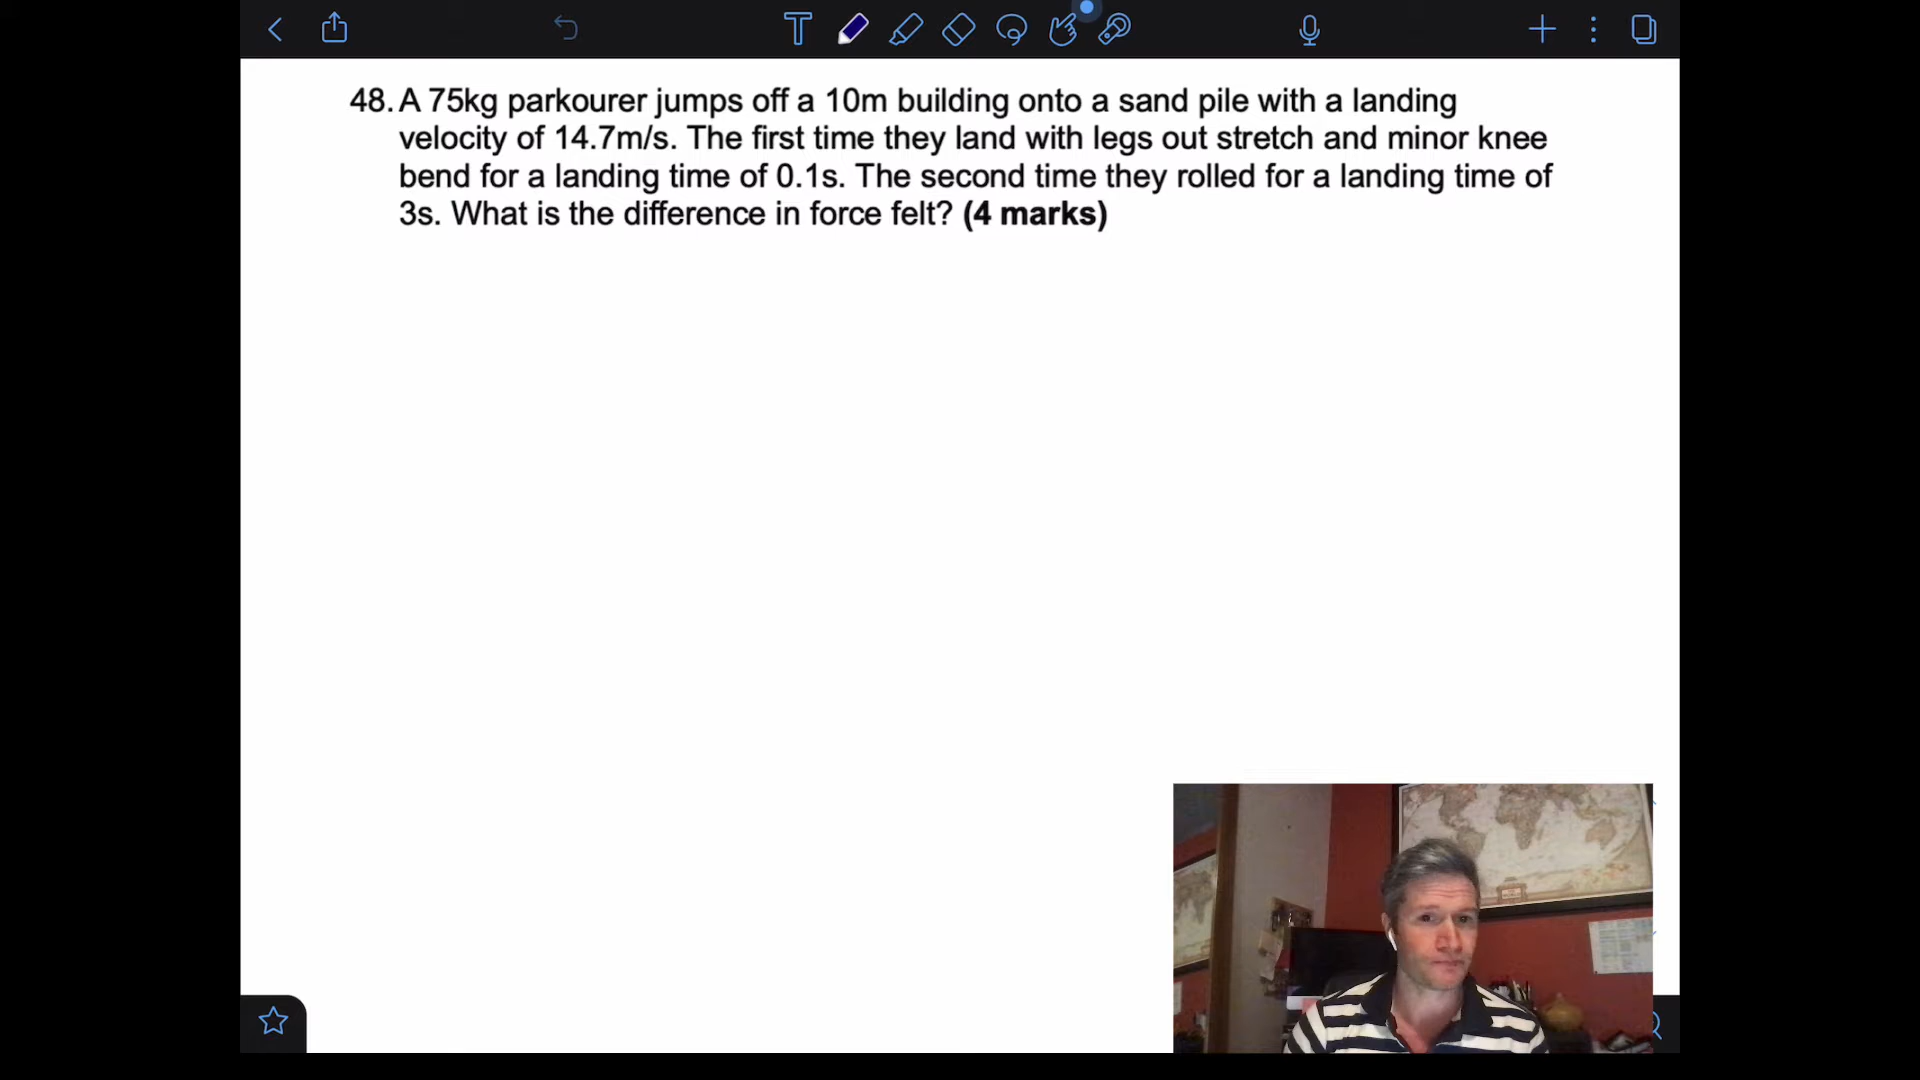 48. A 75kg parkourer jumps off a 10m building onto a sand pile with a landing
velocity of 14.7m/s. The first time they land with legs out stretch and minor knee
bend for a landing time of 0.1s. The second time they rolled for a landing time of
3s. What is the difference in force felt? (4 marks)